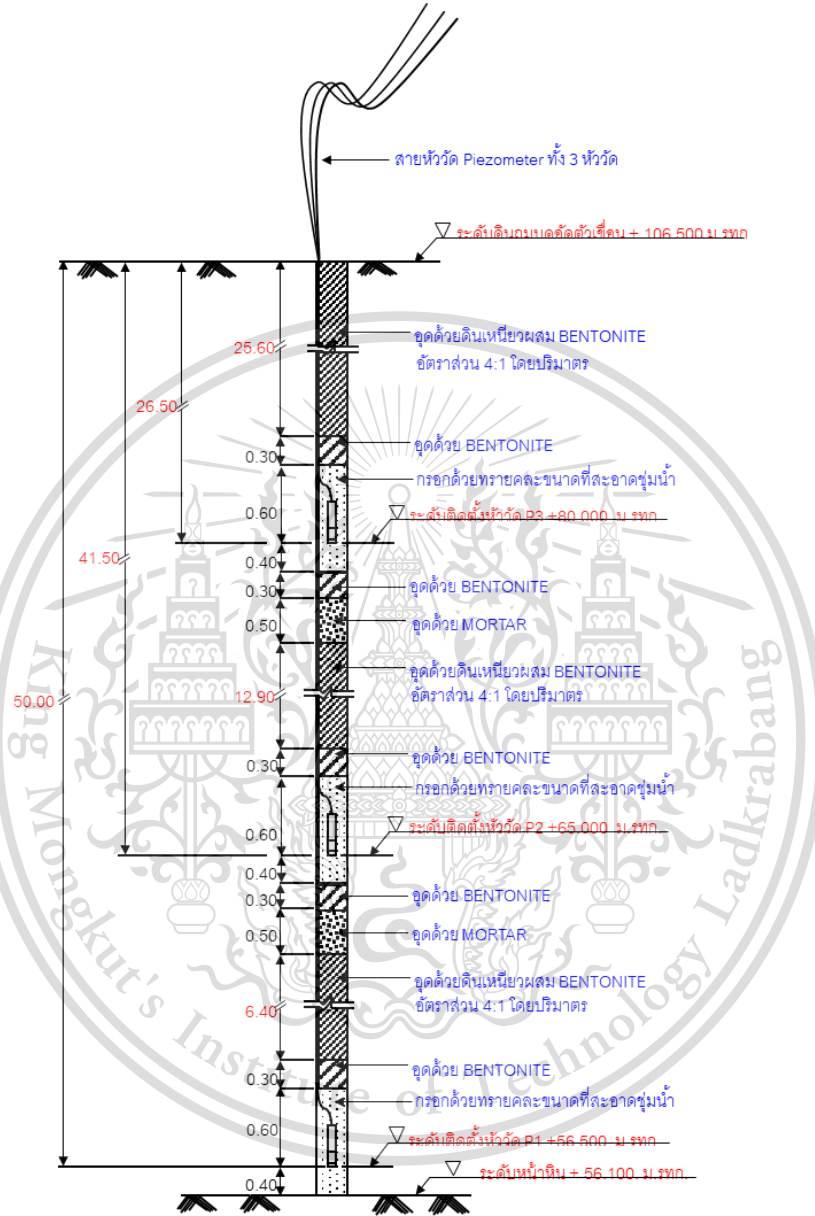 สายหัววัด Piezometer ทั้ง 3 หัววัด
ระดับดินถมบดอัดตัวเขื่อน + 106.500 ม.รทก
25.60
อุดด้วยดินเหนียวผสม BENTONITE
อัตราส่วน 4:1 โดยปริมาตร
26.50
0.30
อุดด้วย BENTONITE
กรอกด้วยทรายคละขนาดที่สะอาดชุ่มน้ำ
0.60
ระดับติดตั้งหัววัด P3 +80.000 ม.รทก.
41.50
0.40
0.30
อุดด้วย BENTONITE
0.50
อุดด้วย MORTAR
อุดด้วยดินเหนียวผสม BENTONITE
อัตราส่วน 4:1 โดยปริมาตร
50.00
12.90
0.30
อุดด้วย BENTONITE
กรอกด้วยทรายคละขนาดที่สะอาดชุ่มน้ำ
0.60
ระดับติดตั้งหัววัด P2 +65.000 ม.รทก.
0.40
0.30
อุดด้วย BENTONITE
0.50
อุดด้วย MORTAR
อุดด้วยดินเหนียวผสม BENTONITE
อัตราส่วน 4:1 โดยปริมาตร
6.40
0.30
อุดด้วย BENTONITE
กรอกด้วยทรายคละขนาดที่สะอาดชุ่มน้ำ
0.60
ระดับติดตั้งหัววัด P1 +56.500 ม.รทก
ระดับหน้าหิน + 56.100. ม.รทก.
0.40
King Mongkut's Institute of Technology Ladkrabang